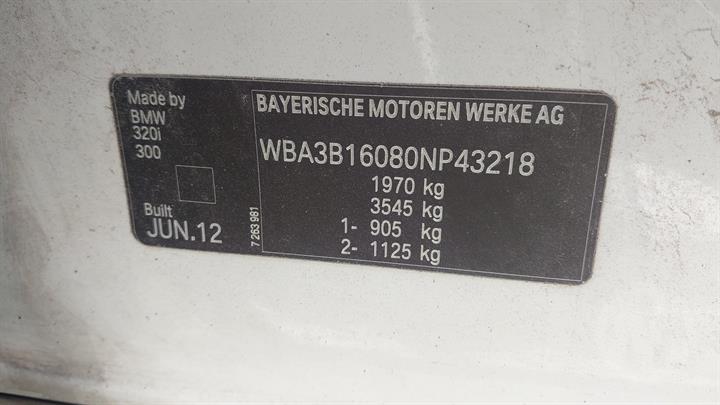 Made by
BMW
320i
300
Built
JUN.12
7 263 981
BAYERISCHE MOTOREN WERKE AG
WBA3B16080NP43218
1970 kg
3545 kg
1- 905 kg
2- 1125 kg